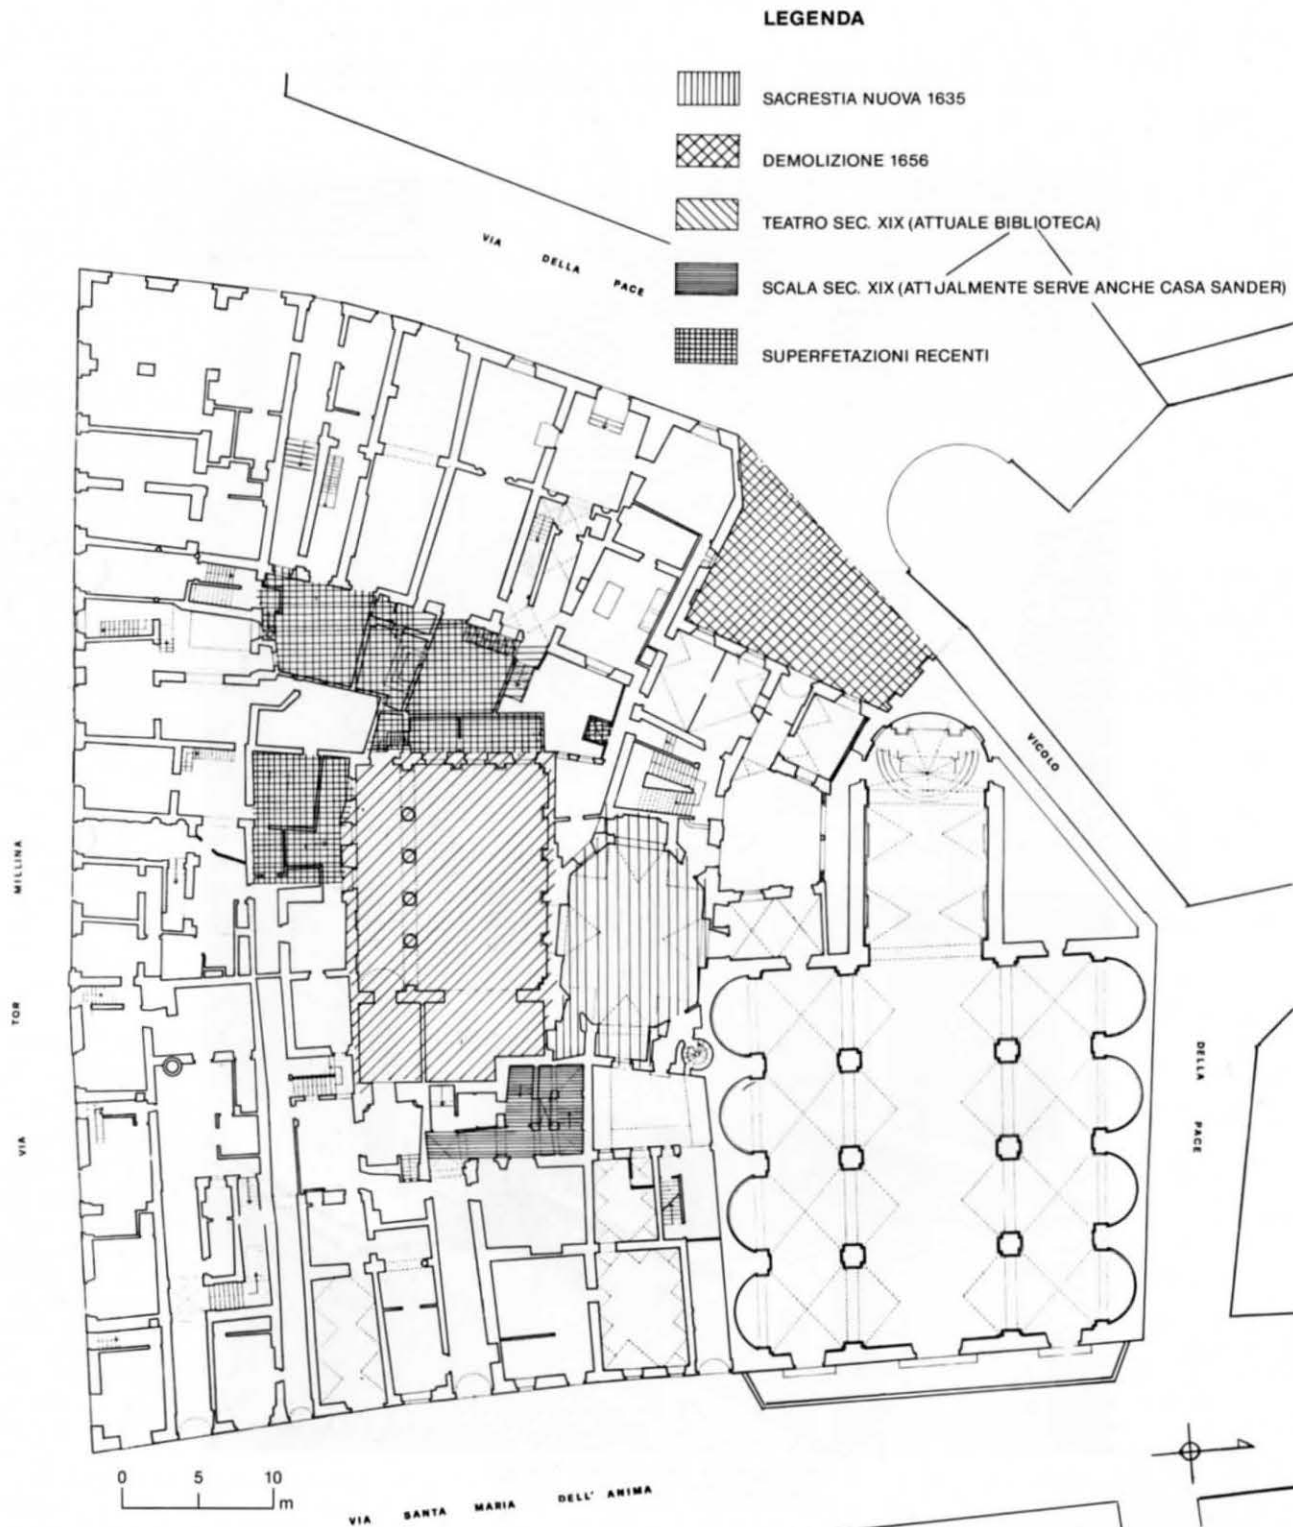 LEGENDA
SACRESTIA NUOVA 1635
DEMOLIZIONE 1656
TEATRO SEC. XIX (ATTUALE BIBLIOTECA)
SCALA SEC. XIX (ATTUALMENTE SERVE ANCHE CASA SANDER)
SUPERFETAZIONI RECENTI
VIA DELLA PACE
VICOLO DELLA PACE
VIA TOR MILLINA
0 5 10
m
VIA SANTA MARIA DELL' ANIMA